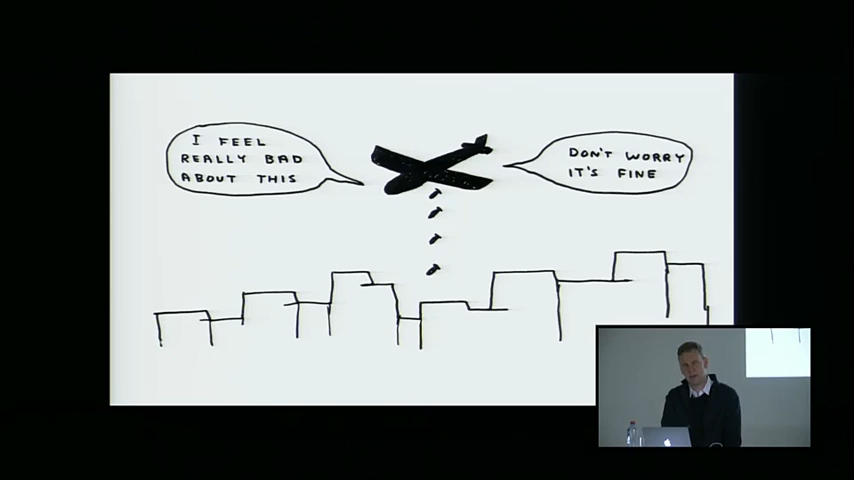 I FEEL
REALLY BAD
ABOUT THIS
DON'T WORRY
IT'S FINE